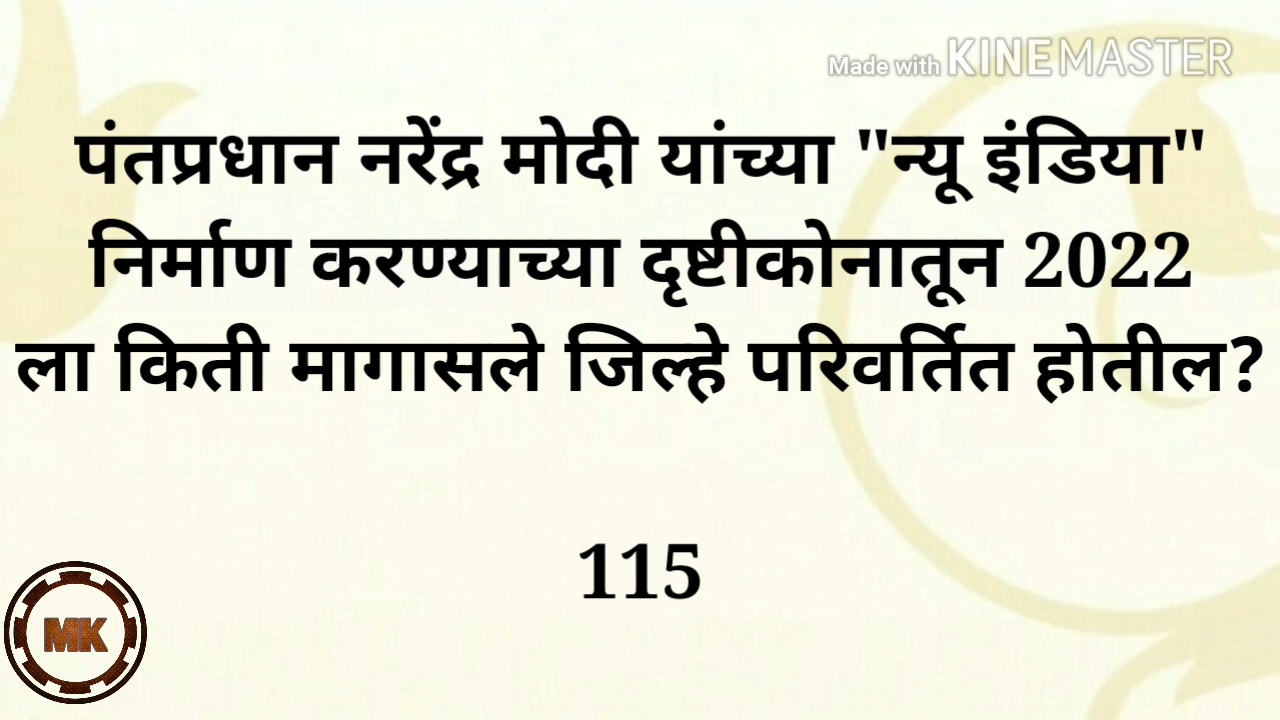 Made with KINEMASTER
पंतप्रधान नरेंद्र मोदी यांच्या "न्यू इंडिया"
निर्माण करण्याच्या दृष्टीकोनातून 2022
ला किती मागासले जिल्हे परिवर्तित होतील?
115
MK